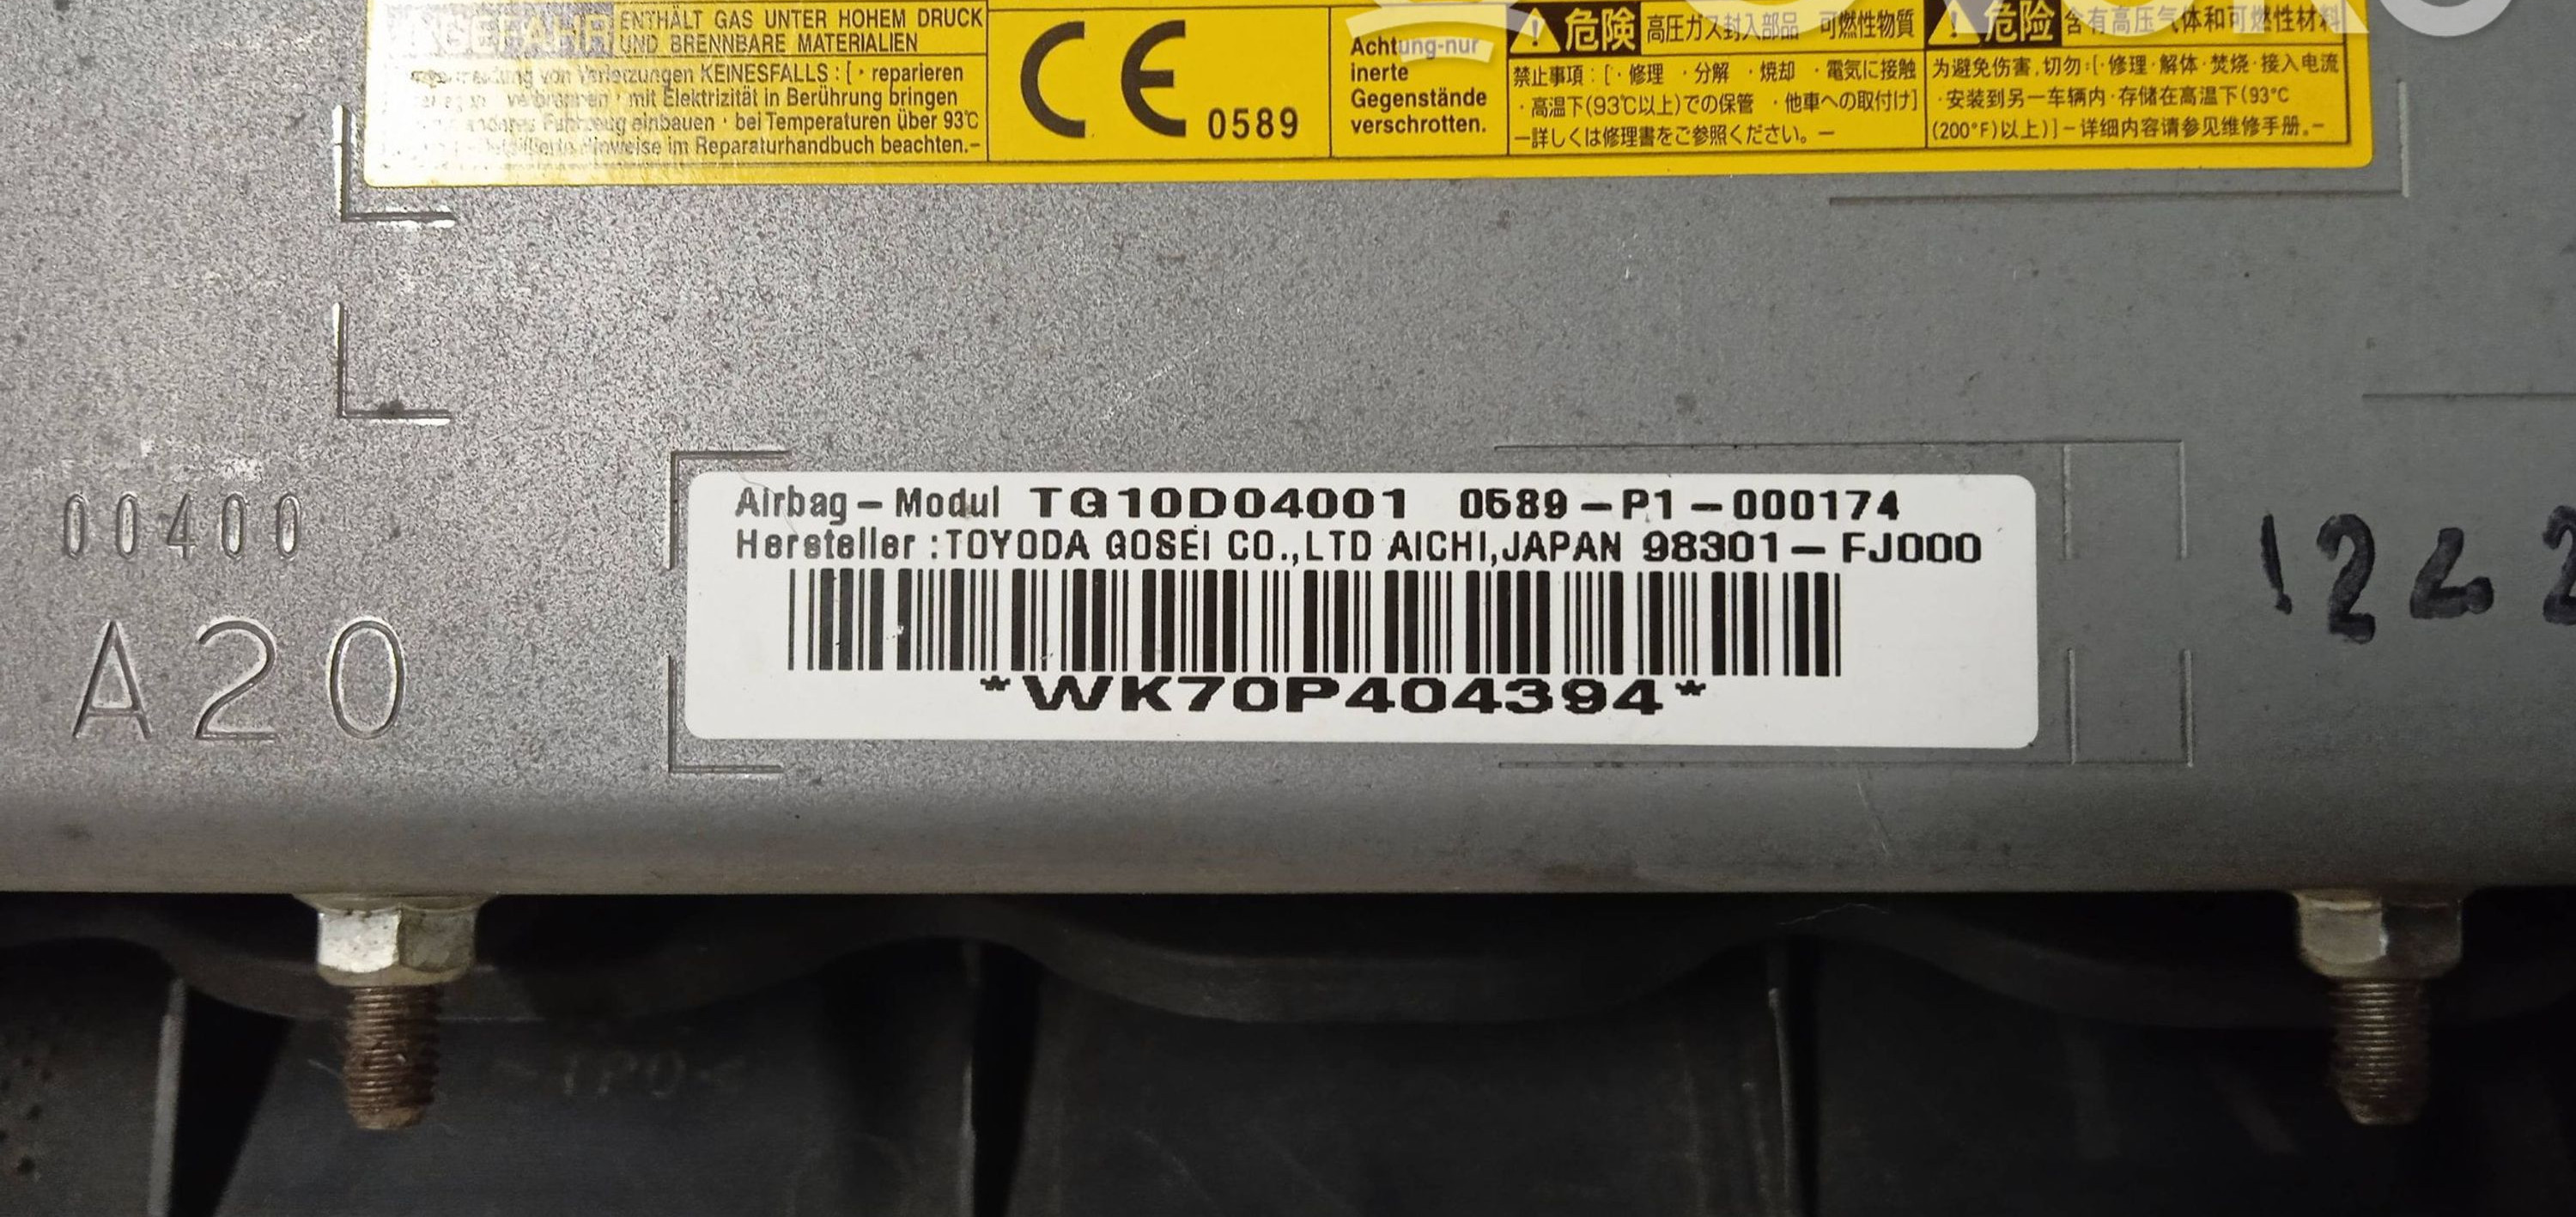 ENTHÄLT GAS UNTER HOHEM DRUCK
UND BRENNBARE MATERIALIEN
von Verletzungen KEINESFALLS : [ · reparieren
verbrennen · mit Elektrizität in Berührung bringen
anderes Fahrzeug einbauen · bei Temperaturen über 93℃
Hinweise im Reparaturhandbuch beachten.–
CE 0589
Achtung-nur
inerte
Gegenstände
verschrotten.
危険 高圧ガス封入部品 可燃性物質
禁止事項 : [ · 修理 · 分解 · 焼却 · 電気に接触
· 高温下(93℃以上)での保管 · 他車への取付け]
—詳しくは修理書をご参照ください。—
危险 含有高压气体和可燃性材料
为避免伤害,切勿:[ · 修理 · 解体 · 焚烧 · 接入电流
· 安装到另一车辆内 · 存储在高温下(93℃
(200°F)以上)]–详细内容请参见维修手册。–
00400
A20
Airbag – Modul TG10D04001 0589 – P1 – 000174
Hersteller : TOYODA GOSEI CO.,LTD AICHI,JAPAN 98301 – FJ000
*WK70P404394*